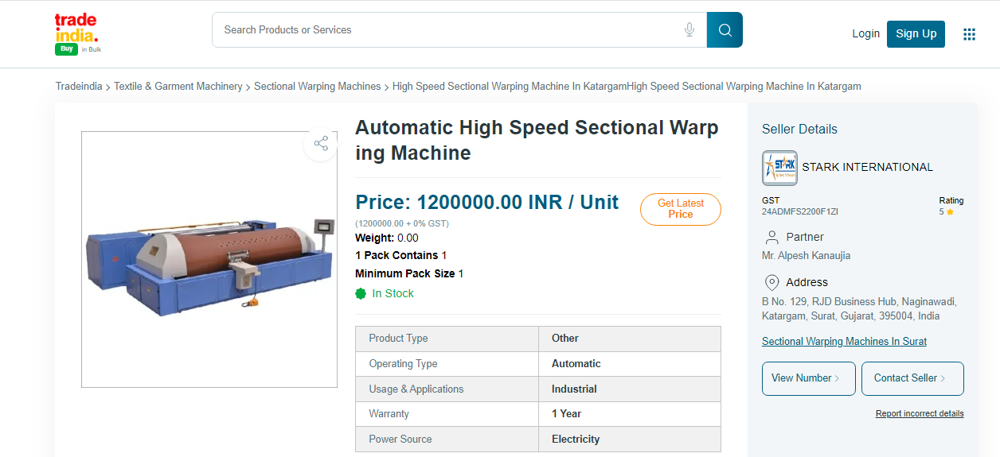 trade
india.
Buy in Bulk
Search Products or Services
Login
Sign Up
Tradeindia > Textile & Garment Machinery > Sectional Warping Machines > High Speed Sectional Warping Machine In KatargamHigh Speed Sectional Warping Machine In Katargam
Automatic High Speed Sectional Warp
ing Machine
Price: 1200000.00 INR / Unit
Get Latest
Price
(1200000.00 + 0% GST)
Weight: 0.00
1 Pack Contains 1
Minimum Pack Size 1
In Stock
Product Type Other
Operating Type Automatic
Usage & Applications Industrial
Warranty 1 Year
Power Source Electricity
Seller Details
STARK
STARK INTERNATIONAL
GST Rating
24ADMFS2200F1ZI 5
Partner
Mr. Alpesh Kanaujia
Address
B No. 129, RJD Business Hub, Naginawadi,
Katargam, Surat, Gujarat, 395004, India
Sectional Warping Machines In Surat
View Number >
Contact Seller >
Report incorrect details